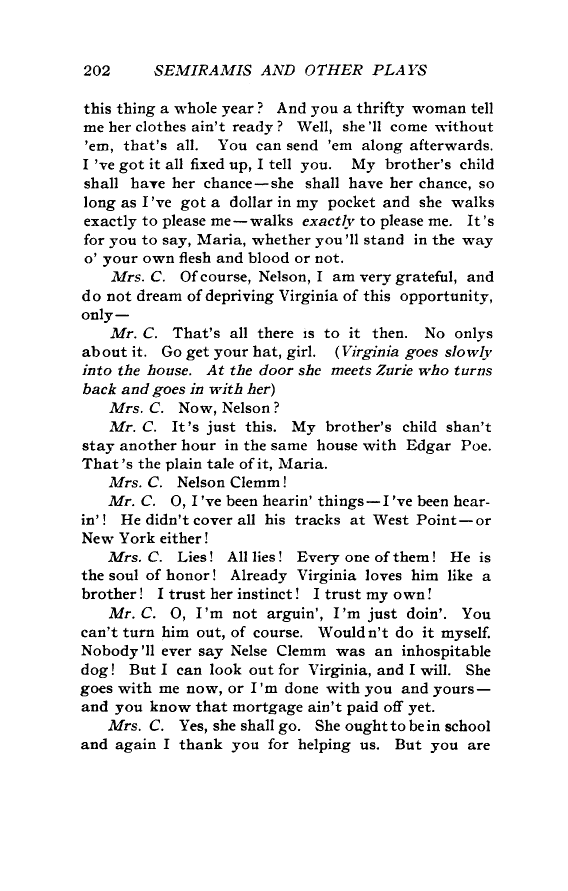 202 SEMIRAMIS AND OTHER PLAYS
this thing a whole year? And you a thrifty woman tell
me her clothes ain't ready? Well, she'll come without
'em, that's all. You can send 'em along afterwards.
I've got it all fixed up, I tell you. My brother's child
shall have her chance—she shall have her chance, so
long as I've got a dollar in my pocket and she walks
exactly to please me—walks exactly to please me. It's
for you to say, Maria, whether you'll stand in the way
o' your own flesh and blood or not.
Mrs. C. Of course, Nelson, I am very grateful, and
do not dream of depriving Virginia of this opportunity,
only—
Mr. C. That's all there is to it then. No onlys
about it. Go get your hat, girl. (Virginia goes slowly
into the house. At the door she meets Zurie who turns
back and goes in with her)
Mrs. C. Now, Nelson?
Mr. C. It's just this. My brother's child shan't
stay another hour in the same house with Edgar Poe.
That's the plain tale of it, Maria.
Mrs. C. Nelson Clemm!
Mr. C. O, I've been hearin' things—I've been hear-
in'! He didn't cover all his tracks at West Point—or
New York either!
Mrs. C. Lies! All lies! Every one of them! He is
the soul of honor! Already Virginia loves him like a
brother! I trust her instinct! I trust my own!
Mr. C. O, I'm not arguin', I'm just doin'. You
can't turn him out, of course. Wouldn't do it myself.
Nobody'll ever say Nelse Clemm was an inhospitable
dog! But I can look out for Virginia, and I will. She
goes with me now, or I'm done with you and yours—
and you know that mortgage ain't paid off yet.
Mrs. C. Yes, she shall go. She ought to be in school
and again I thank you for helping us. But you are